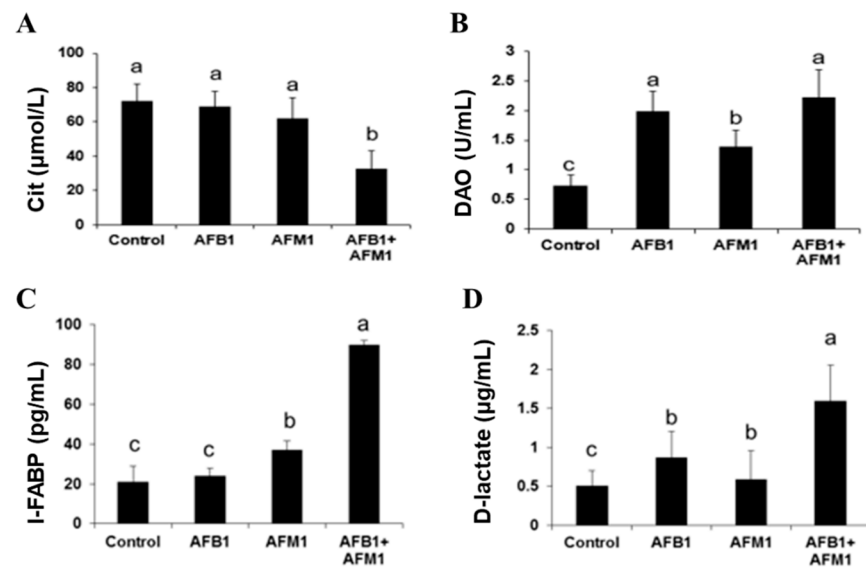 A
Cit (µmol/L)
100
80
60
40
20
0
a
a
a
b
Control
AFB1
AFM1
AFB1+
AFM1
B
DAO (U/mL)
3
2.5
2
1.5
1
0.5
0
c
a
b
a
Control
AFB1
AFM1
AFB1+
AFM1
C
I-FABP (pg/mL)
100
80
60
40
20
0
c
c
b
a
Control
AFB1
AFM1
AFB1+
AFM1
D
D-lactate (µg/mL)
2.5
2
1.5
1
0.5
0
c
b
b
a
Control
AFB1
AFM1
AFB1+
AFM1